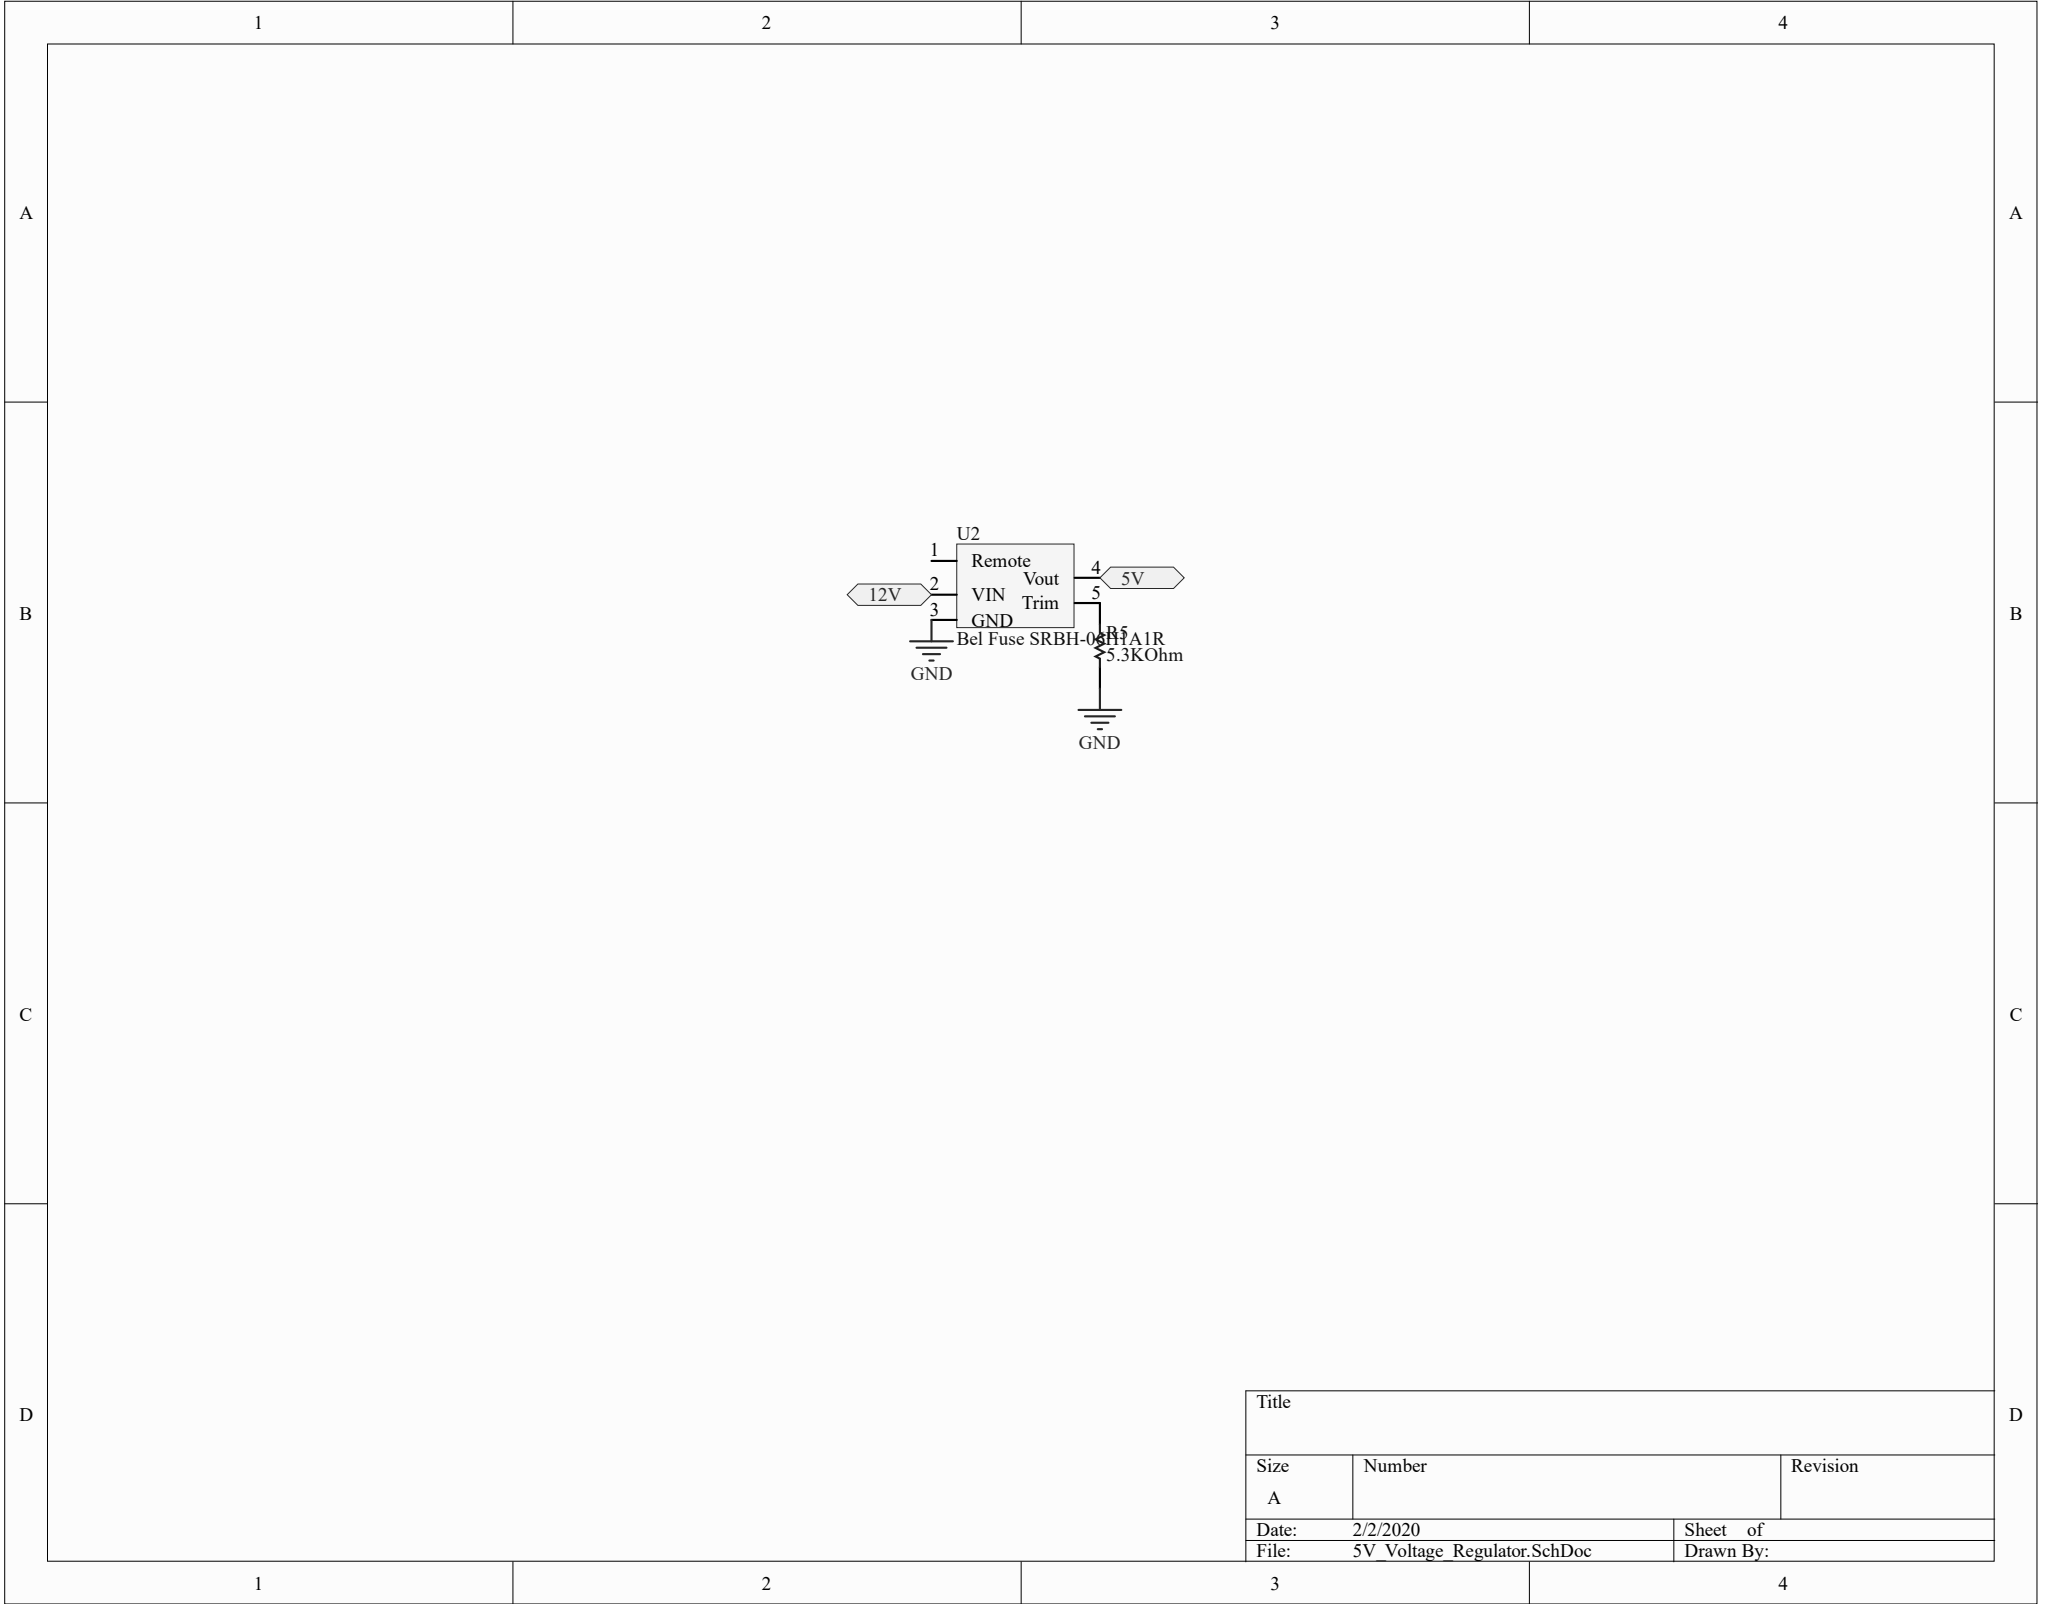 1 2 3 4
A A
U2
1 Remote
4 Vout 5V
12V 2 VIN
5 Trim
3 GND
B B
R5
Bel Fuse
5.3KOhm
GND
GND
C C
Title
D D
Size Number Revision
A
Date: 2/2/2020 Sheet of
File: 5V_Voltage_Regulator.SchDoc Drawn By:
1 2 3 4